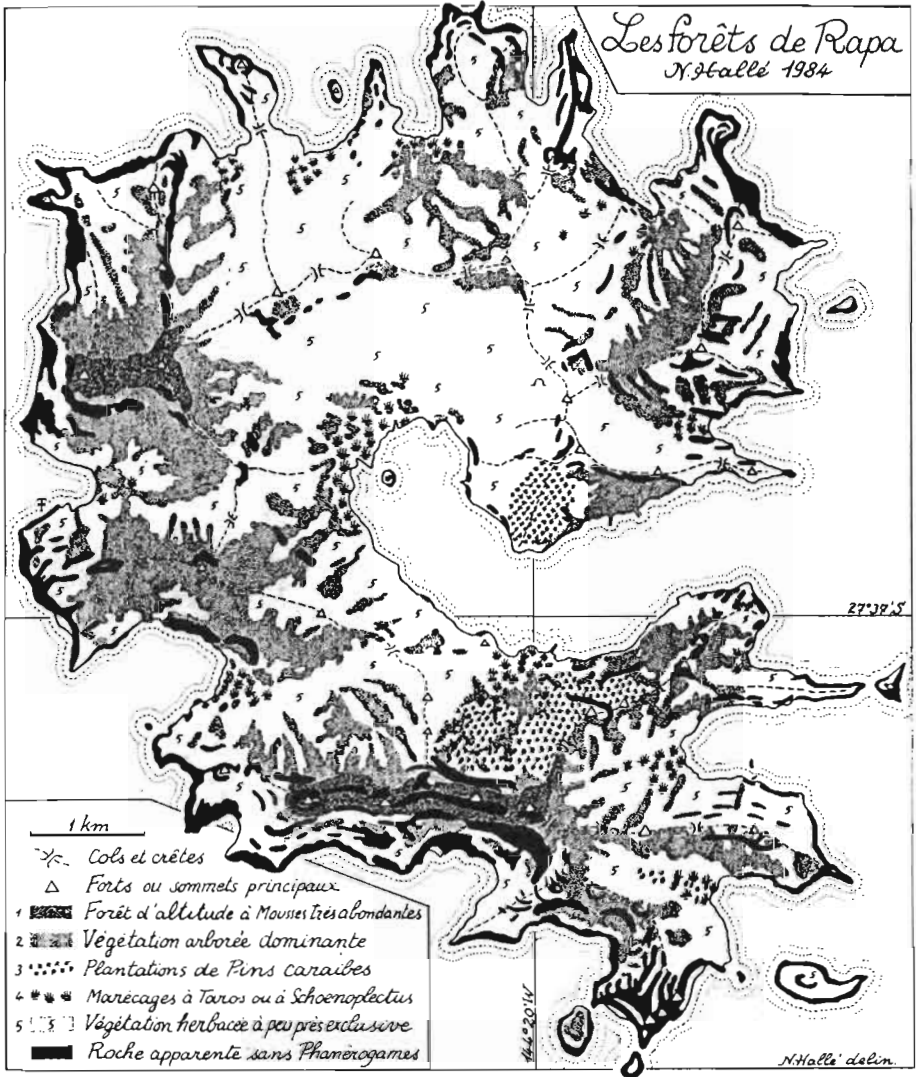 Les forêts de Rapa
N. Hallé 1984
27°37'S
144°20'W
1 km
Cols et crêtes
Forts ou sommets principaux
1 Forêt d'altitude à Mousses très abondantes
2 Végétation arborée dominante
3 Plantations de Pins caraïbes
4 Marécages à Taros ou à Schoenoplectus
5 5 Végétation herbacée à peu près exclusive
Roche apparente sans Phanérogames
N. Hallé delin.